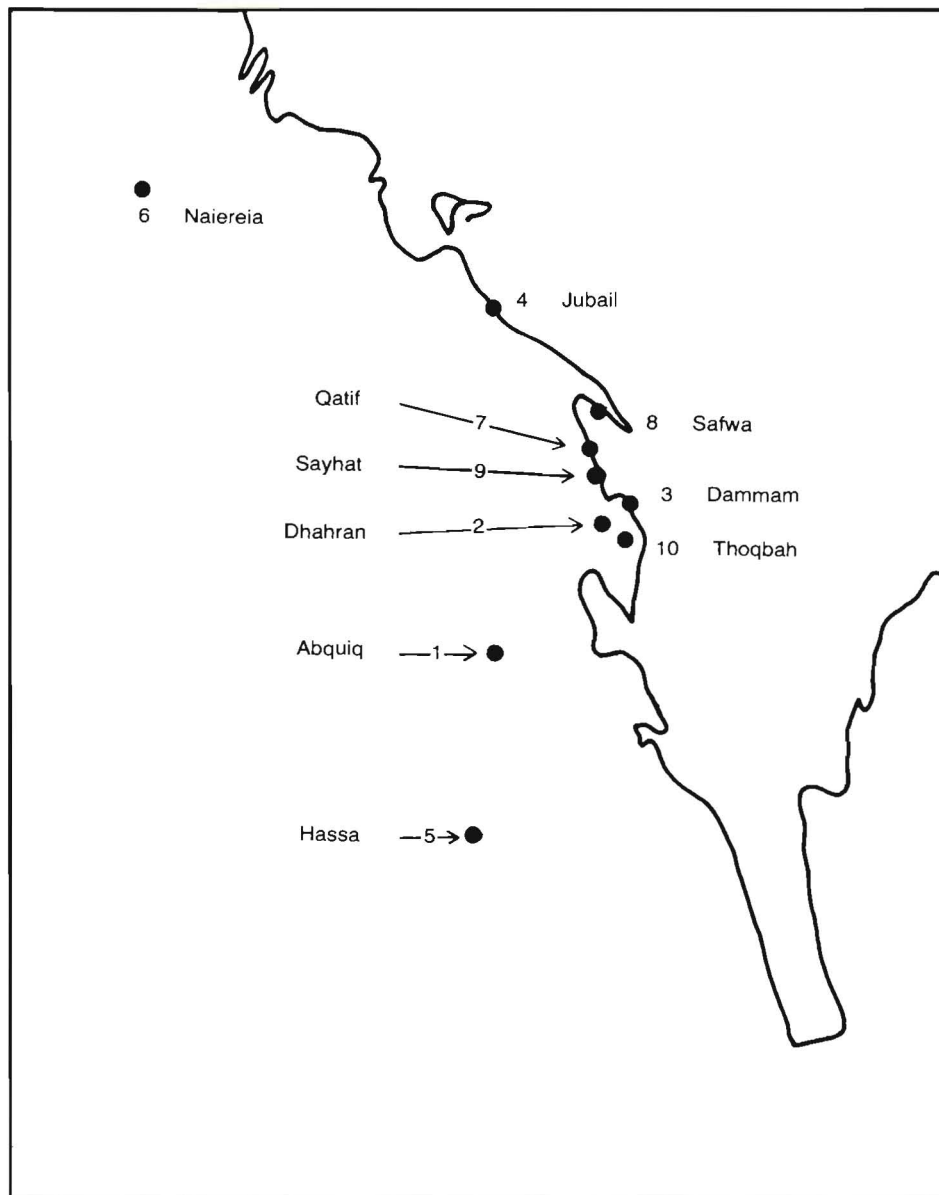 6 Naiereia
4 Jubail
Qatif 7
8 Safwa
Sayhat 9
3 Dammam
Dhahran 2
10 Thoqbah
Abquiq 1
Hassa 5